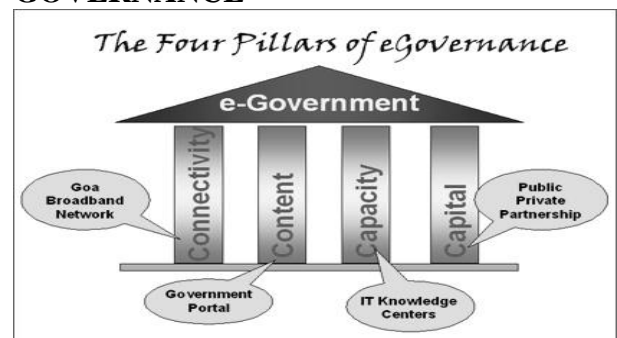 GOVERNANCE
The Four Pillars of eGovernance
e-Government
Connectivity
Content
Capacity
Capital
Goa
Broadband
Network
Public
Private
Partnership
Government
Portal
IT Knowledge
Centers